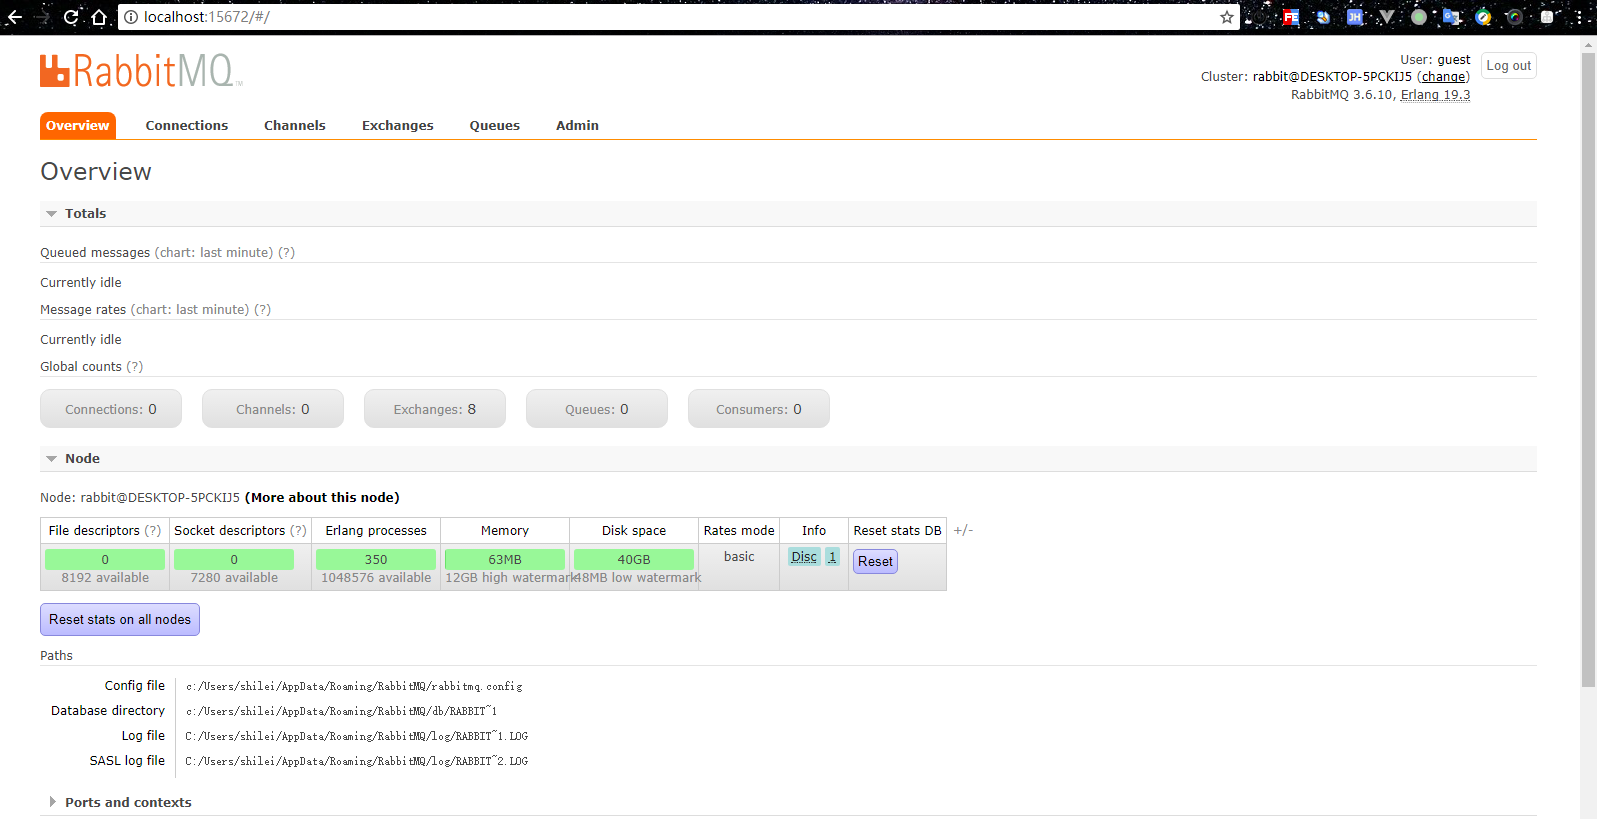 localhost:15672/#/
RabbitMQ™
User: guest
Cluster: rabbit@DESKTOP-5PCKIJ5 (change)
RabbitMQ 3.6.10, Erlang 19.3
Log out
Overview Connections Channels Exchanges Queues Admin
Overview
Totals
Queued messages (chart: last minute) (?)
Currently idle
Message rates (chart: last minute) (?)
Currently idle
Global counts (?)
Connections: 0 Channels: 0 Exchanges: 8 Queues: 0 Consumers: 0
Node
Node: rabbit@DESKTOP-5PCKIJ5 (More about this node)
File descriptors (?) Socket descriptors (?) Erlang processes Memory Disk space Rates mode Info Reset stats DB +/-
0 0 350 63MB 40GB basic Disc 1 Reset
8192 available 7280 available 1048576 available 12GB high watermark 48MB low watermark
Reset stats on all nodes
Paths
Config file c:/Users/shilei/AppData/Roaming/RabbitMQ/rabbitmq.config
Database directory c:/Users/shilei/AppData/Roaming/RabbitMQ/db/RABBIT~1
Log file C:/Users/shilei/AppData/Roaming/RabbitMQ/log/RABBIT~1.LOG
SASL log file C:/Users/shilei/AppData/Roaming/RabbitMQ/log/RABBIT~2.LOG
Ports and contexts